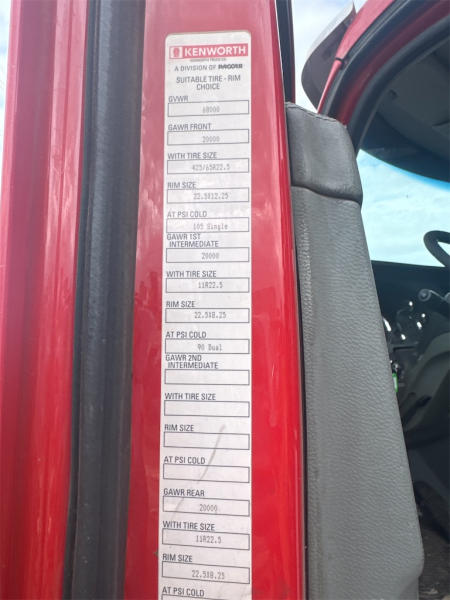 KENWORTH
KENWORTH TRUCK CO.
A DIVISION OF PACCAR
SUITABLE TIRE - RIM
CHOICE
GVWR
68000
GAWR FRONT
20000
WITH TIRE SIZE
425/65R22.5
RIM SIZE
22.5X12.25
AT PSI COLD
105 Single
GAWR 1ST
INTERMEDIATE
20000
WITH TIRE SIZE
11R22.5
RIM SIZE
22.5X8.25
AT PSI COLD
90 Dual
GAWR 2ND
INTERMEDIATE
WITH TIRE SIZE
RIM SIZE
AT PSI COLD
GAWR REAR
20000
WITH TIRE SIZE
11R22.5
RIM SIZE
22.5X8.25
AT PSI COLD